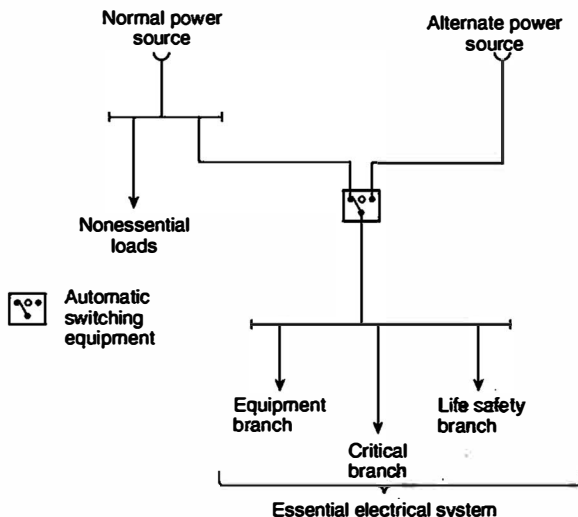 Normal power
source
Alternate power
source
Nonessential
loads
Automatic
switching
equipment
Equipment
branch
Life safety
branch
Critical
branch
Essential electrical system